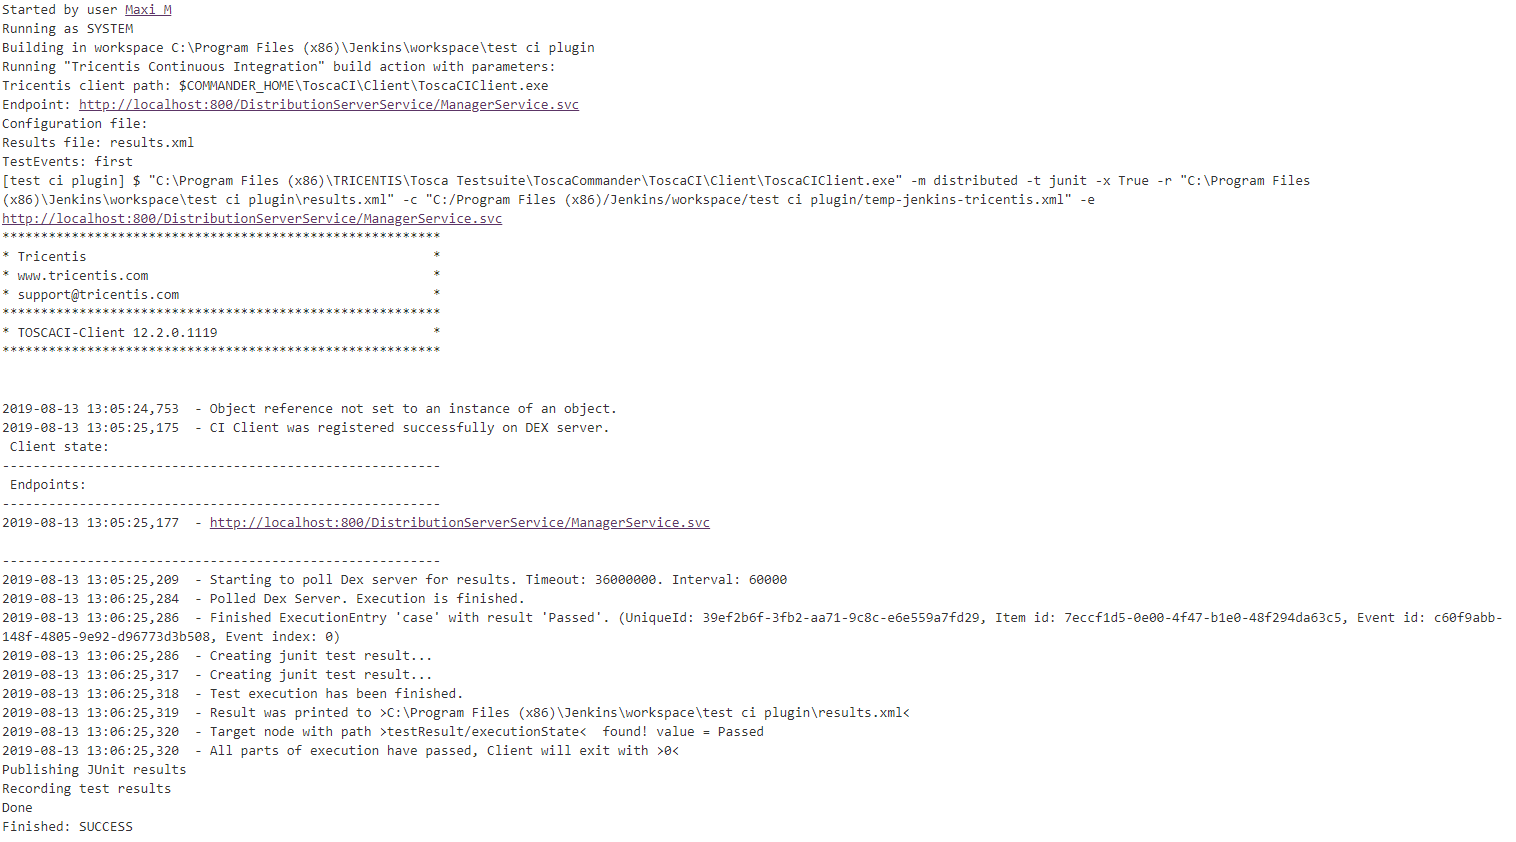 Started by user Maxi M
Running as SYSTEM
Building in workspace C:\Program Files (x86)\Jenkins\workspace\test ci plugin
Running "Tricentis Continuous Integration" build action with parameters:
Tricentis client path: $COMMANDER_HOME\ToscaCI\Client\ToscaCIClient.exe
Endpoint: http://localhost:800/DistributionServerService/ManagerService.svc
Configuration file:
Results file: results.xml
TestEvents: first
[test ci plugin] $ "C:\Program Files (x86)\TRICENTIS\Tosca Testsuite\ToscaCommander\ToscaCI\Client\ToscaCIClient.exe" -m distributed -t junit -x True -r "C:\Program Files
(x86)\Jenkins\workspace\test ci plugin\results.xml" -c "C:/Program Files (x86)/Jenkins/workspace/test ci plugin/temp-jenkins-tricentis.xml" -e
http://localhost:800/DistributionServerService/ManagerService.svc
*********************************************************
* Tricentis                                             *
* www.tricentis.com                                     *
* support@tricentis.com                                 *
*********************************************************
* TOSCACI-Client 12.2.0.1119                            *
*********************************************************
2019-08-13 13:05:24,753  - Object reference not set to an instance of an object.
2019-08-13 13:05:25,175  - CI Client was registered successfully on DEX server.
Client state:
---------------------------------------------------------
Endpoints:
---------------------------------------------------------
2019-08-13 13:05:25,177  - http://localhost:800/DistributionServerService/ManagerService.svc
---------------------------------------------------------
2019-08-13 13:05:25,209  - Starting to poll Dex server for results. Timeout: 36000000. Interval: 60000
2019-08-13 13:06:25,284  - Polled Dex Server. Execution is finished.
2019-08-13 13:06:25,286  - Finished ExecutionEntry 'case' with result 'Passed'. (UniqueId: 39ef2b6f-3fb2-aa71-9c8c-e6e559a7fd29, Item id: 7eccf1d5-0e00-4f47-b1e0-48f294da63c5, Event id: c60f9abb-
148f-4805-9e92-d96773d3b508, Event index: 0)
2019-08-13 13:06:25,286  - Creating junit test result...
2019-08-13 13:06:25,317  - Creating junit test result...
2019-08-13 13:06:25,318  - Test execution has been finished.
2019-08-13 13:06:25,319  - Result was printed to >C:\Program Files (x86)\Jenkins\workspace\test ci plugin\results.xml<
2019-08-13 13:06:25,320  - Target node with path >testResult/executionState<  found! value = Passed
2019-08-13 13:06:25,320  - All parts of execution have passed, Client will exit with >0<
Publishing JUnit results
Recording test results
Done
Finished: SUCCESS